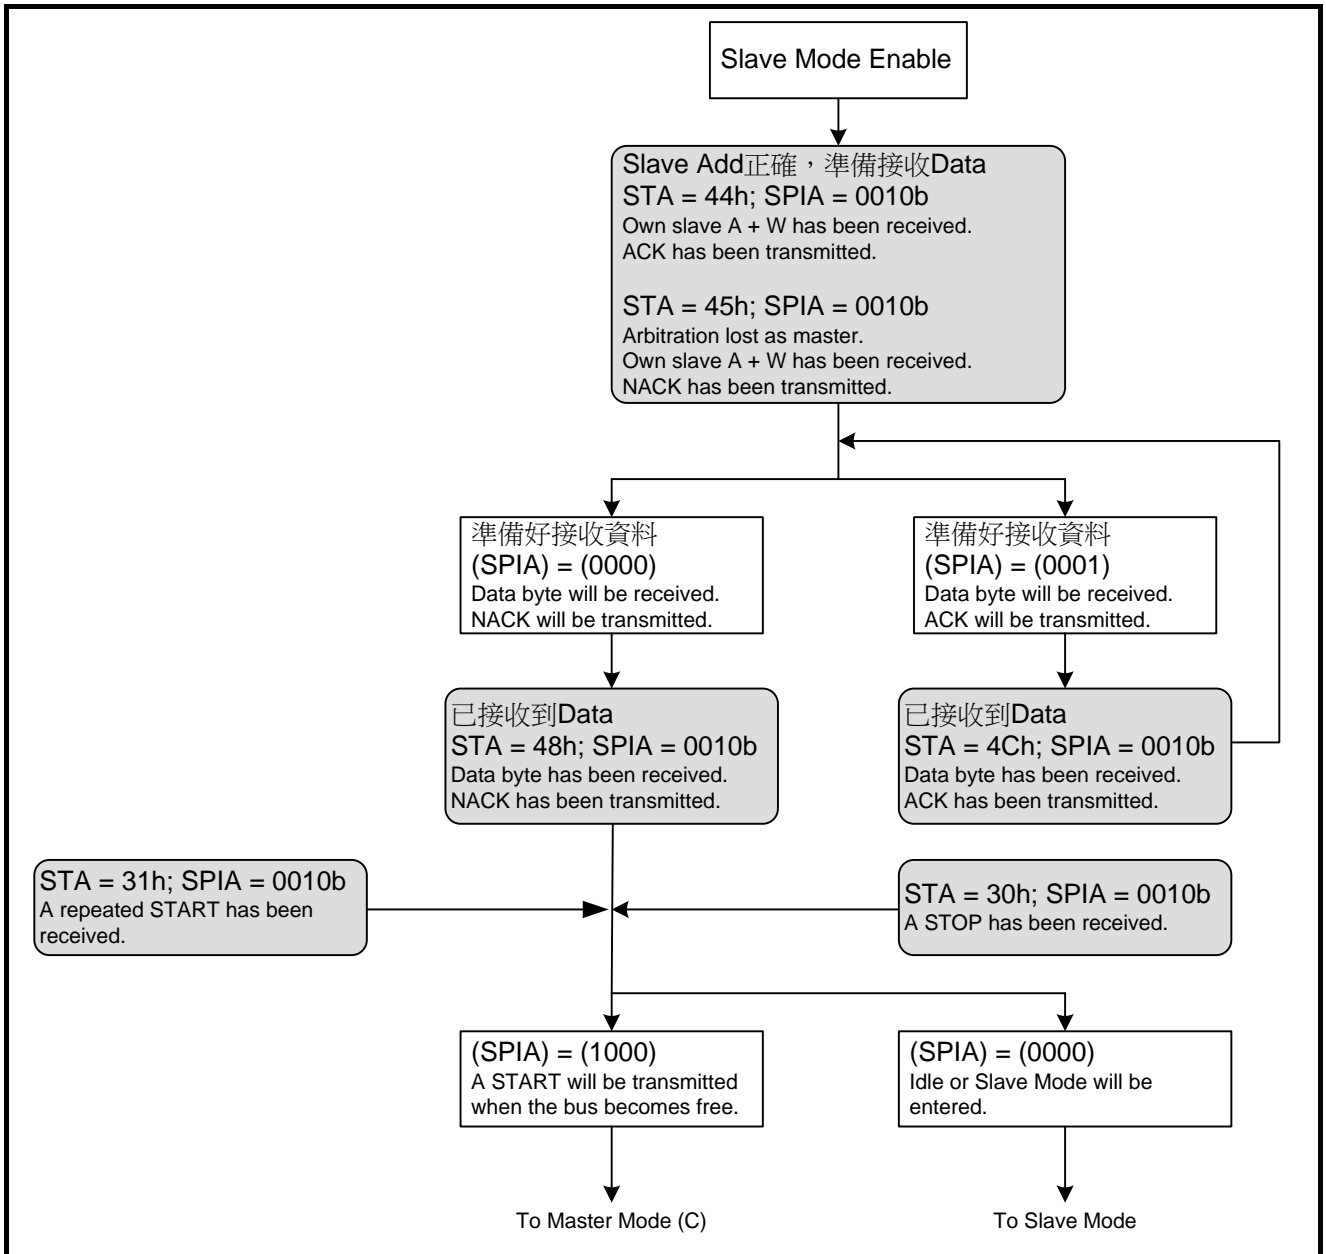 Slave Mode Enable
Slave Add正確，準備接收Data
STA = 44h; SPIA = 0010b
Own slave A + W has been received.
ACK has been transmitted.
STA = 45h; SPIA = 0010b
Arbitration lost as master.
Own slave A + W has been received.
NACK has been transmitted.
準備好接收資料
(SPIA) = (0000)
Data byte will be received.
NACK will be transmitted.
準備好接收資料
(SPIA) = (0001)
Data byte will be received.
ACK will be transmitted.
已接收到Data
STA = 48h; SPIA = 0010b
Data byte has been received.
NACK has been transmitted.
已接收到Data
STA = 4Ch; SPIA = 0010b
Data byte has been received.
ACK has been transmitted.
STA = 31h; SPIA = 0010b
A repeated START has been
received.
STA = 30h; SPIA = 0010b
A STOP has been received.
(SPIA) = (1000)
A START will be transmitted
when the bus becomes free.
(SPIA) = (0000)
Idle or Slave Mode will be
entered.
To Master Mode (C)
To Slave Mode